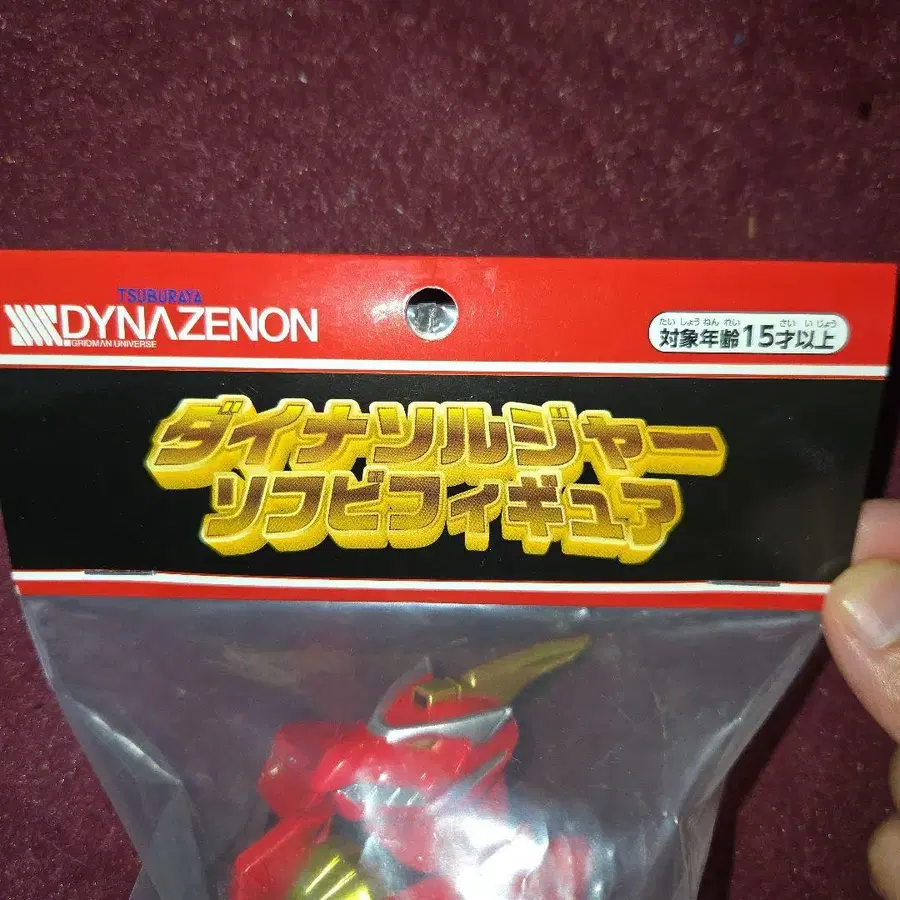 TSUBURAYA
DYNAZENON
GRIDMAN UNIVERSE
たい しょう ねん れい さい い じょう
対象年齢15才以上
ダイナソルジャー
ソフビフィギュア